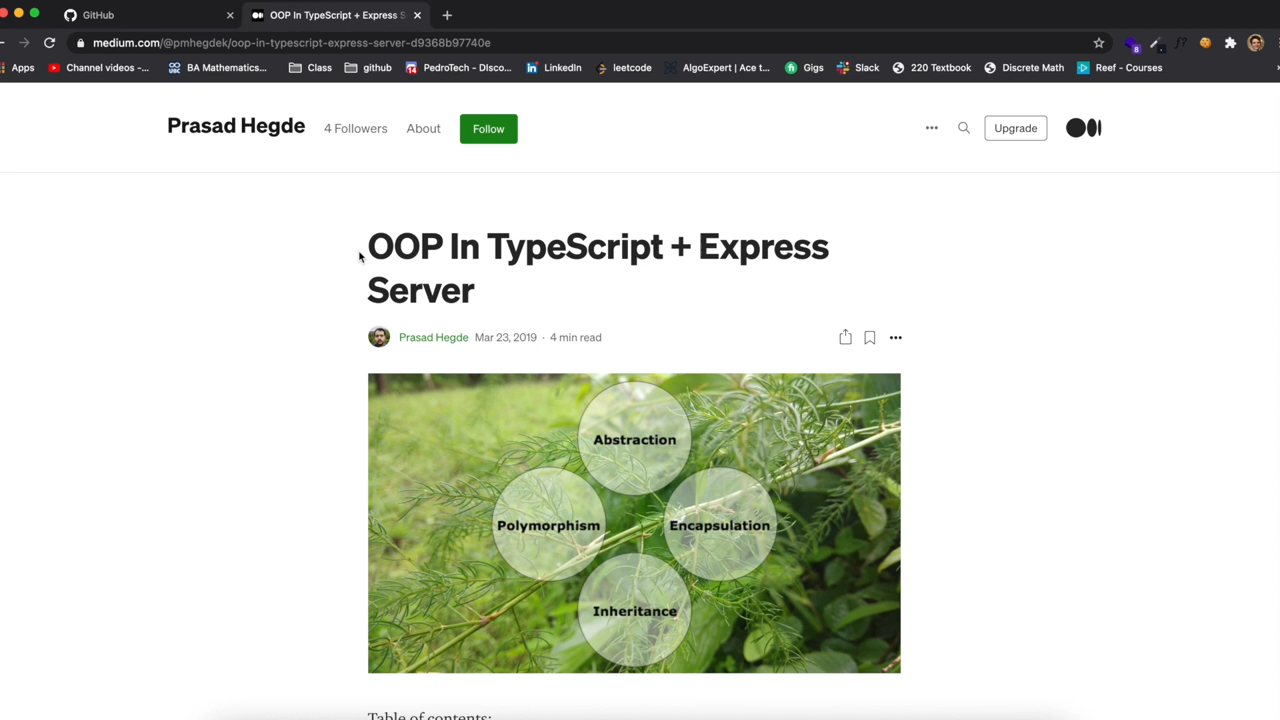 GitHub
OOP In TypeScript + Express S
medium.com/@pmhegdek/oop-in-typescript-express-server-d9368b97740e
8
Apps
Channel videos -...
BA Mathematics...
Class
github
PedroTech - DIsco...
LinkedIn
leetcode
AlgoExpert | Ace t...
Gigs
Slack
220 Textbook
Discrete Math
Reef - Courses
Prasad Hegde
4 Followers
About
Follow
Upgrade
OOP In TypeScript + Express
Server
Prasad Hegde Mar 23, 2019 · 4 min read
Abstraction
Polymorphism
Encapsulation
Inheritance
Table of contents: